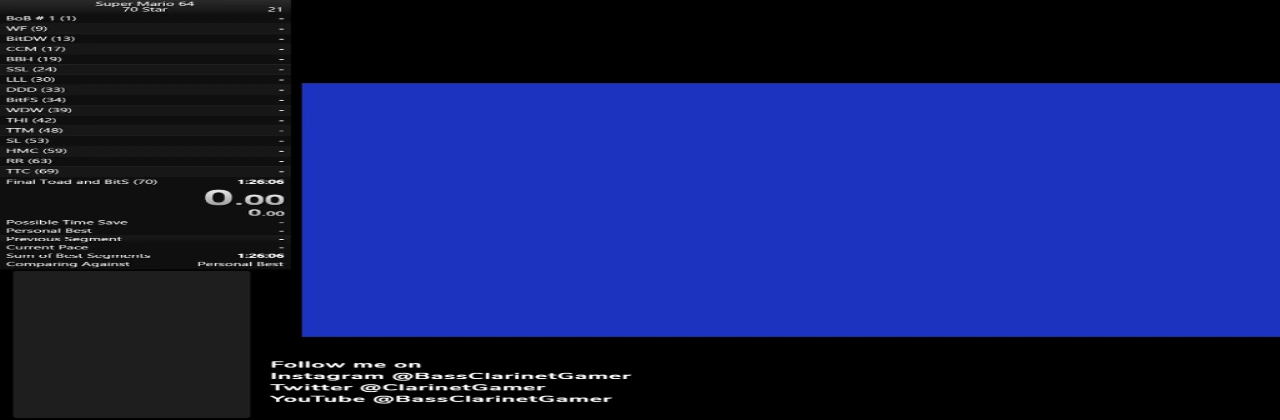 Super Mario 64
70 Star 21
BoB # 1 (1) -
WF (9) -
BitDW (13) -
CCM (17) -
BBH (19) -
SSL (24) -
LLL (30) -
DDD (33) -
BitFS (34) -
WDW (39) -
THI (42) -
TTM (48) -
SL (53) -
HMC (59) -
RR (63) -
TTC (69) -
Final Toad and BitS (70) 1:26:06
0.00
0.00
Possible Time Save -
Personal Best -
Previous Segment -
Current Pace -
Sum of Best Segments 1:26:06
Comparing Against Personal Best
Follow me on
Instagram @BassClarinetGamer
Twitter @ClarinetGamer
YouTube @BassClarinetGamer